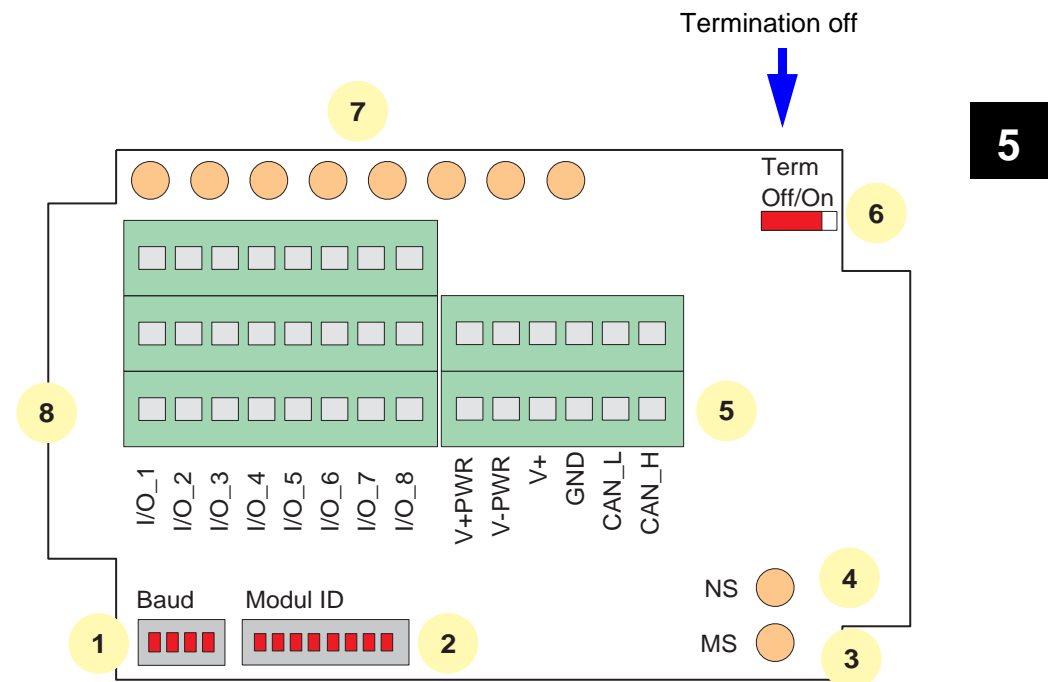 Termination off
5
7
Term
Off/On
6
8
5
I/O_1
I/O_2
I/O_3
I/O_4
I/O_5
I/O_6
I/O_7
I/O_8
V+PWR
V-PWR
V+
GND
CAN_L
CAN_H
NS
4
Baud
Modul ID
1
2
MS
3